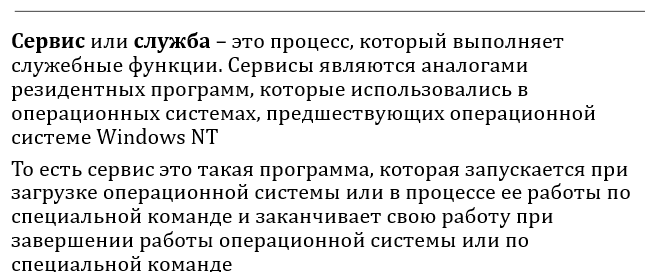 Сервис или служба – это процесс, который выполняет
служебные функции. Сервисы являются аналогами
резидентных программ, которые использовались в
операционных системах, предшествующих операционной
системе Windows NT
То есть сервис это такая программа, которая запускается при
загрузке операционной системы или в процессе ее работы по
специальной команде и заканчивает свою работу при
завершении работы операционной системы или по
специальной команде